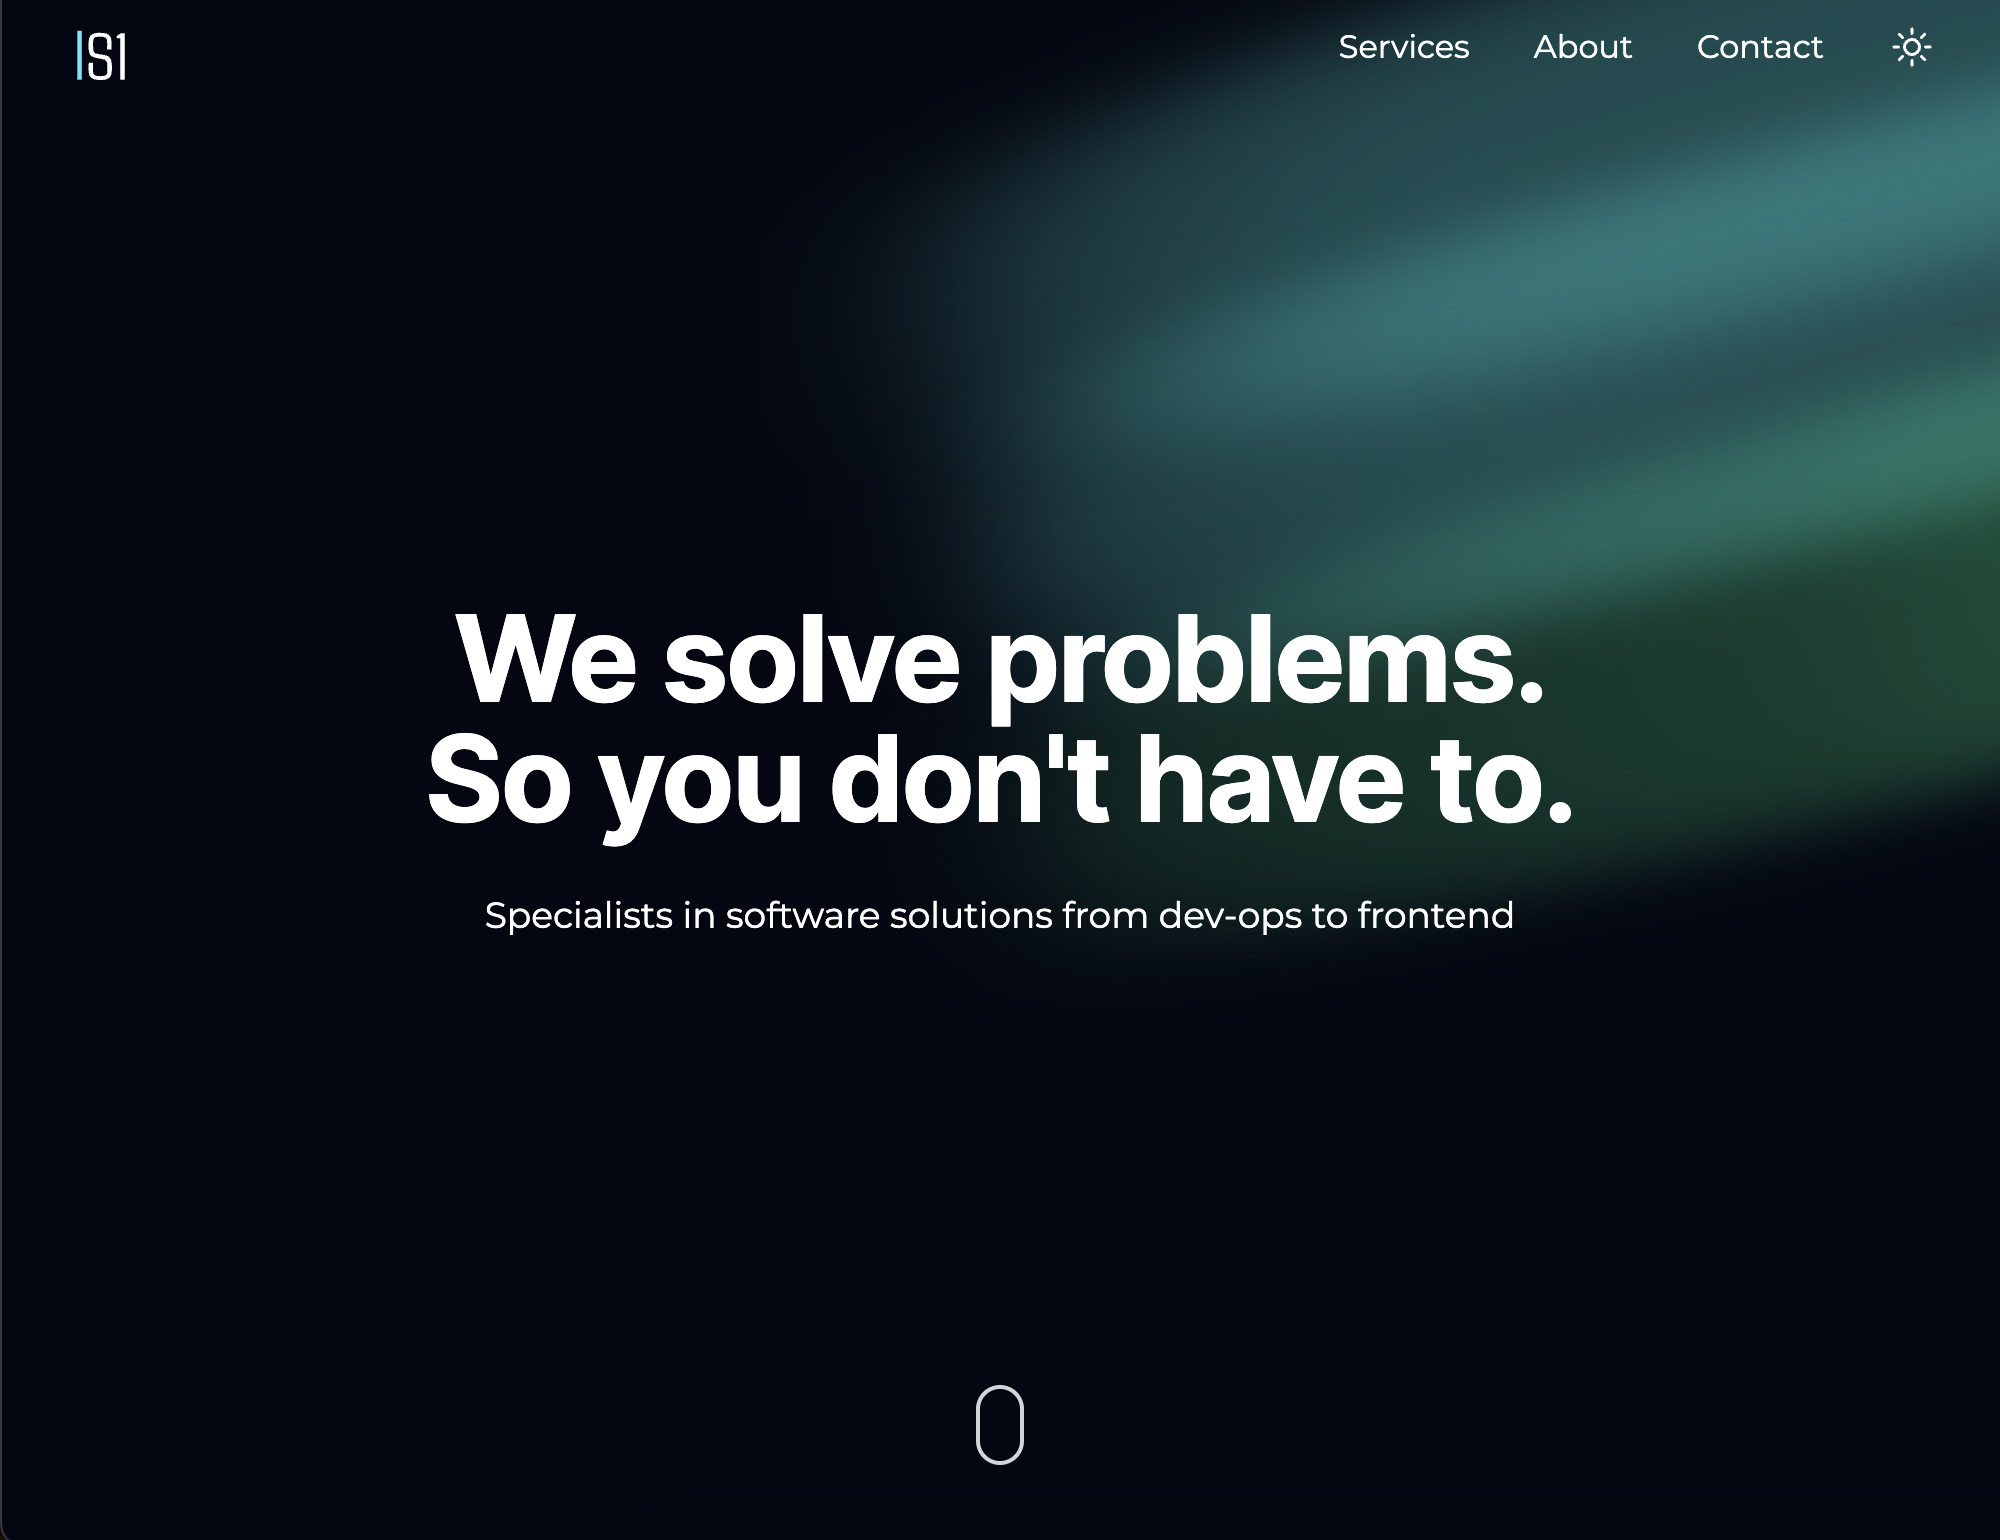 |S1
Services About Contact
We solve problems.
So you don't have to.
Specialists in software solutions from dev-ops to frontend